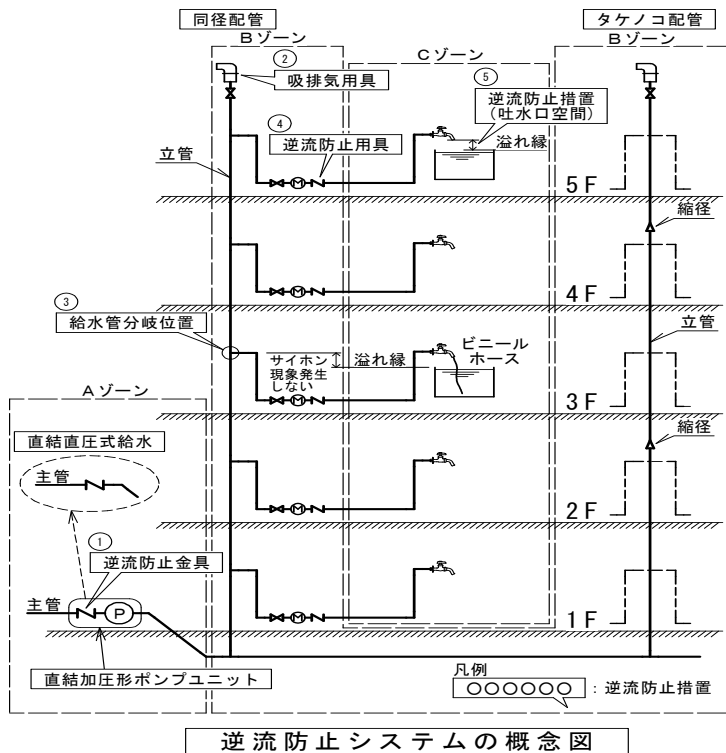 同径配管
タケノコ配管
Bゾーン
Bゾーン
Cゾーン
②
吸排気用具
⑤
逆流防止措置
(吐水口空間)
④
逆流防止用具
溢れ縁
立管
M
5F
縮径
M
4F
③
給水管分岐位置
立管
サイホン
現象発生
しない
溢れ縁
ビニール
ホース
M
3F
Aゾーン
直結直圧式給水
主管
縮径
M
2F
①
逆流防止金具
主管
P
M
1F
直結加圧形ポンプユニット
凡例
○○○○○○
:逆流防止措置
逆流防止システムの概念図